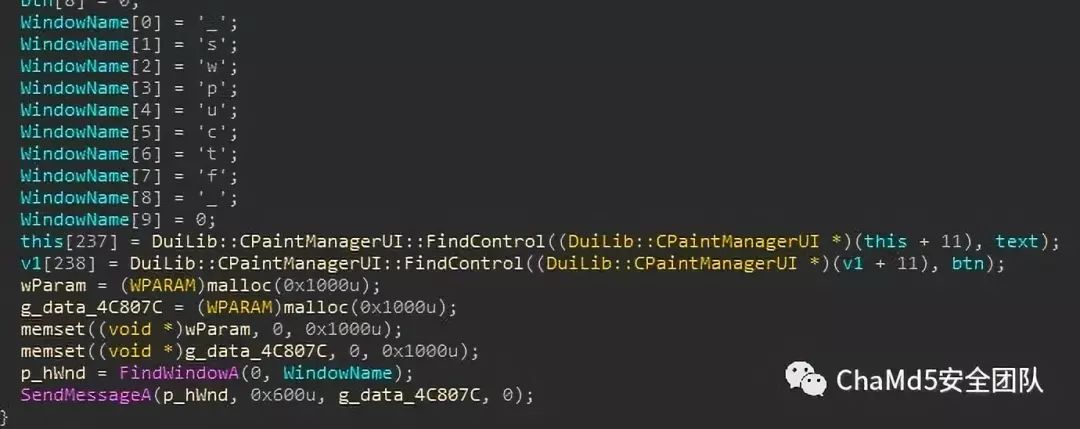 btn[8] = 0;
WindowName[0] = '_';
WindowName[1] = 's';
WindowName[2] = 'w';
WindowName[3] = 'p';
WindowName[4] = 'u';
WindowName[5] = 'c';
WindowName[6] = 't';
WindowName[7] = 'f';
WindowName[8] = '_';
WindowName[9] = 0;
this[237] = DuiLib::CPaintManagerUI::FindControl((DuiLib::CPaintManagerUI *)(this + 11), text);
v1[238] = DuiLib::CPaintManagerUI::FindControl((DuiLib::CPaintManagerUI *)(v1 + 11), btn);
wParam = (WPARAM)malloc(0x1000u);
g_data_4C807C = (WPARAM)malloc(0x1000u);
memset((void *)wParam, 0, 0x1000u);
memset((void *)g_data_4C807C, 0, 0x1000u);
p_hWnd = FindWindowA(0, WindowName);
SendMessageA(p_hWnd, 0x600u, g_data_4C807C, 0);
}
ChaMd5安全团队